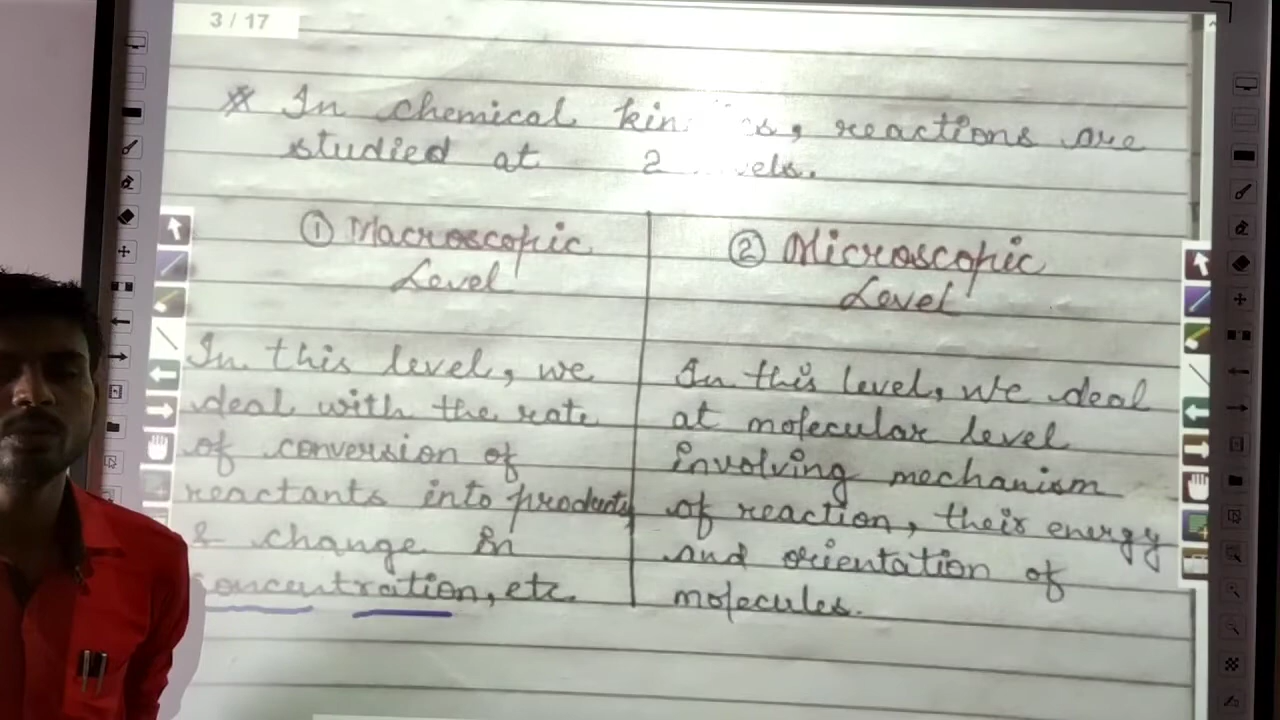 3 / 17
* In chemical kin cs, reactions are
studied at 2 vels.
① Macroscopic
Level
In this level, we
deal with the rate
of conversion of
reactants into products
& change in
concentration, etc.
② Microscopic
Level
In this level, we deal
at molecular level
involving mechanism
of reaction, their energy
and orientation of
molecules.